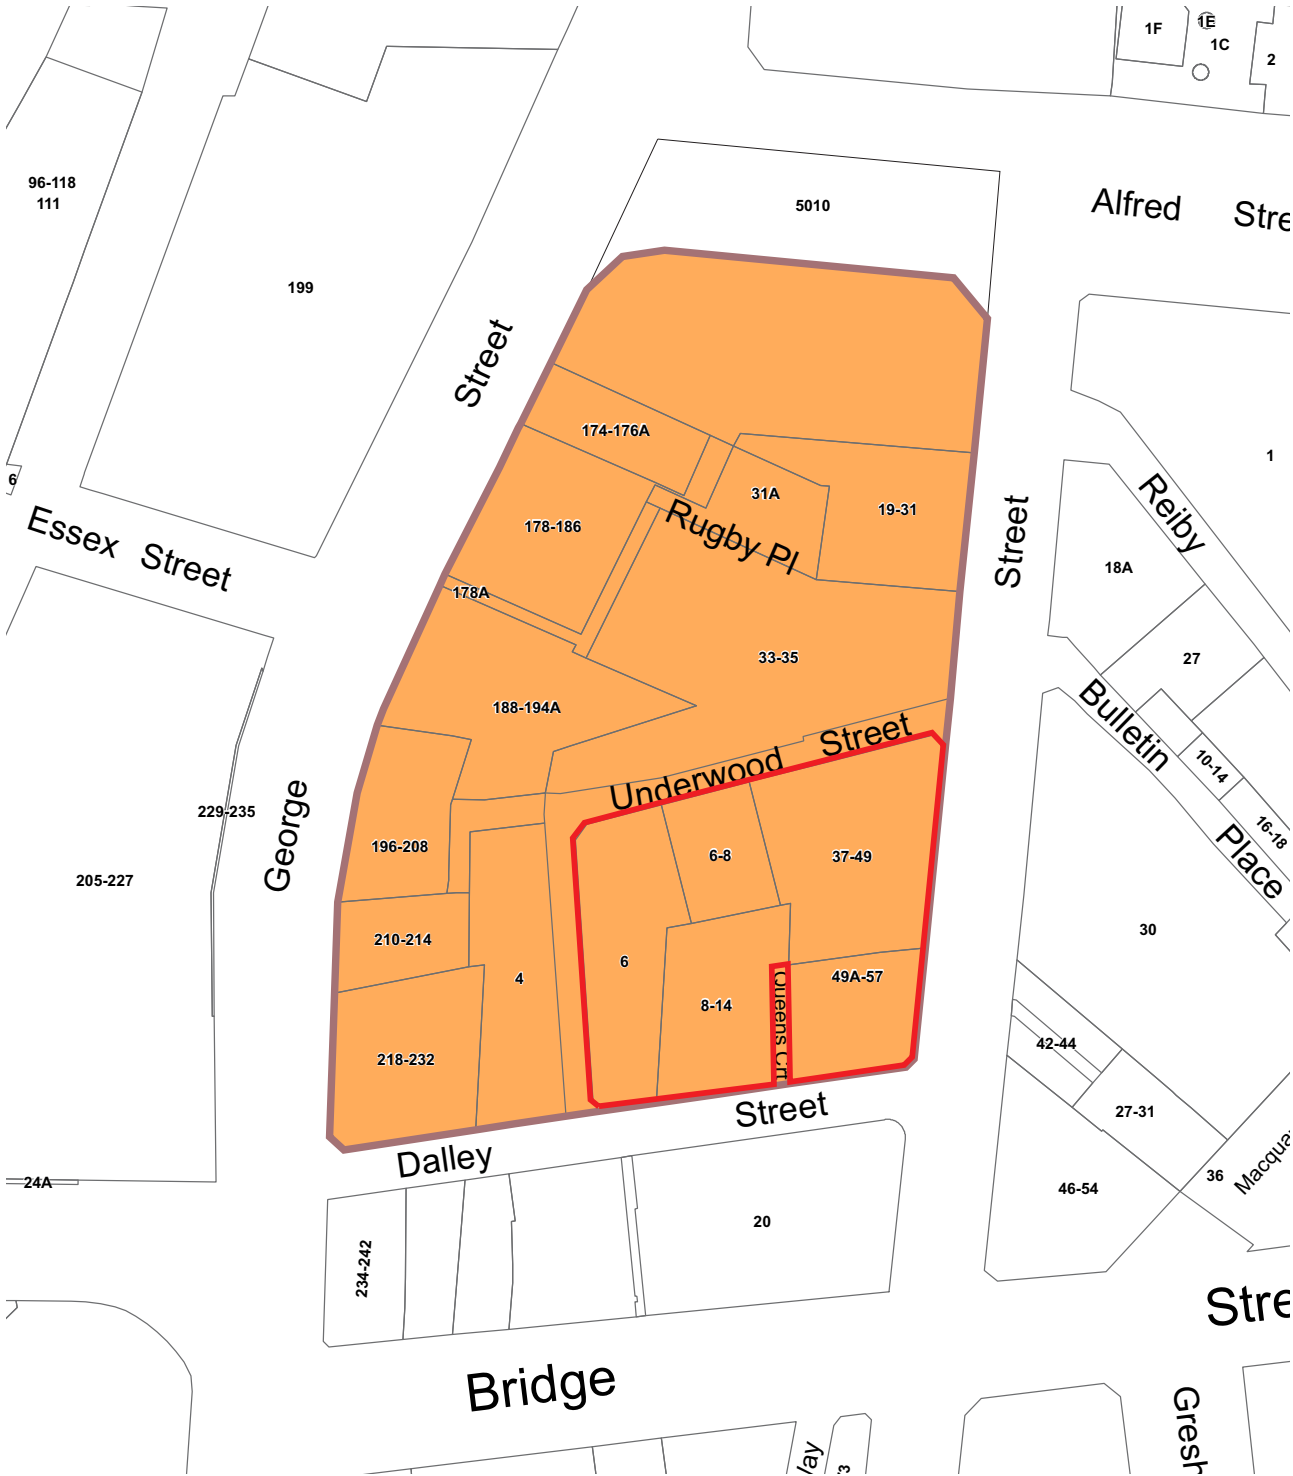 1F
1E
1C
2
96-118
111
Alfred
5010
199
Street
174-176A
1
6
31A
Reiby
19-31
Essex Street
178-186
Rugby Pl
Street
18A
178A
33-35
27
188-194A
Bulletin
Underwood Street
10-14
229-235
George
196-208
6-8
37-49
16-18
Place
205-227
210-214
30
4
6
49A-57
8-14
Queens Crt
42-44
218-232
27-31
Street
Dalley
24A
46-54
36
20
234-242
Bridge